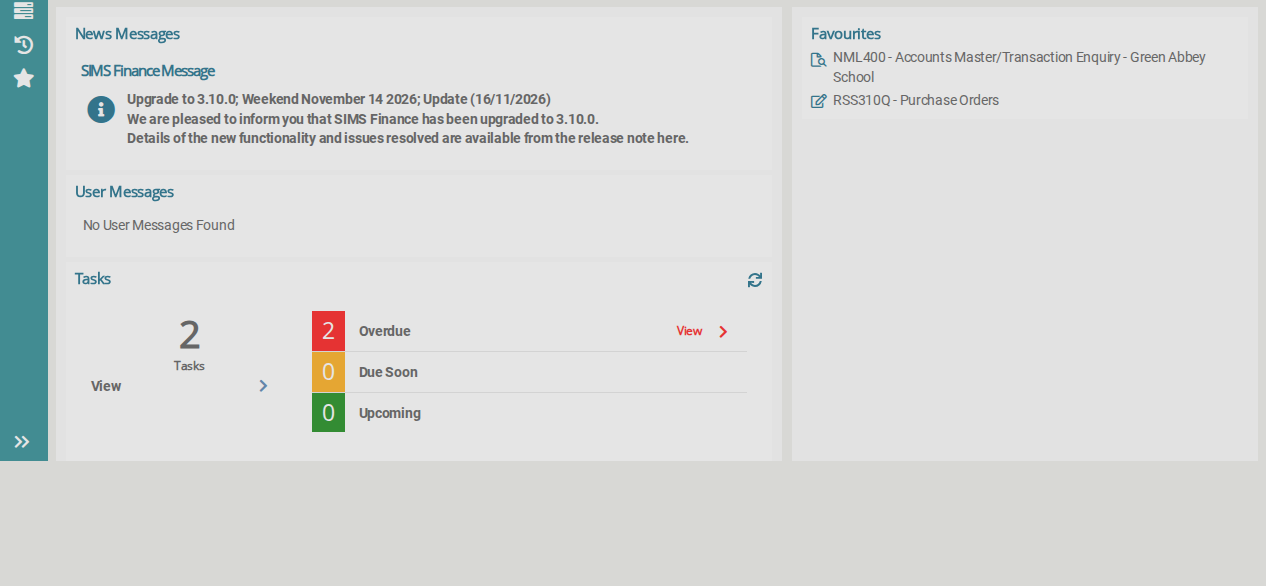 News Messages
SIMS Finance Message
Upgrade to 3.10.0; Weekend November 14 2026; Update (16/11/2026)
We are pleased to inform you that SIMS Finance has been upgraded to 3.10.0.
Details of the new functionality and issues resolved are available from the release note here.
User Messages
No User Messages Found
Tasks
2
Tasks
View
2 Overdue View
0 Due Soon
0 Upcoming
Favourites
NML400 - Accounts Master/Transaction Enquiry - Green Abbey
School
RSS310Q - Purchase Orders